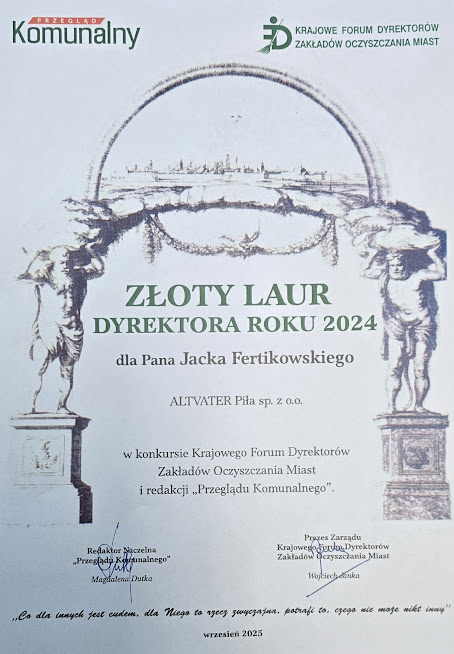 PRZEGLĄD
Komunalny
KRAJOWE FORUM DYREKTORÓW
ZAKŁADÓW OCZYSZCZANIA MIAST
ZŁOTY LAUR
DYREKTORA ROKU 2024
dla Pana Jacka Fertikowskiego
ALTVATER Piła sp. z o.o.
w konkursie Krajowego Forum Dyrektorów
Zakładów Oczyszczania Miast
i redakcji „Przeglądu Komunalnego”.
Redaktor Naczelna
„Przeglądu Komunalnego”
Magdalena Dutka
Prezes Zarządu
Krajowego Forum Dyrektorów
Zakładów Oczyszczania Miast
Wojciech Janka
„Co dla innych jest cudem, dla Niego to rzecz zwyczajna, potrafi to, czego nie może nikt inny”
wrzesień 2025